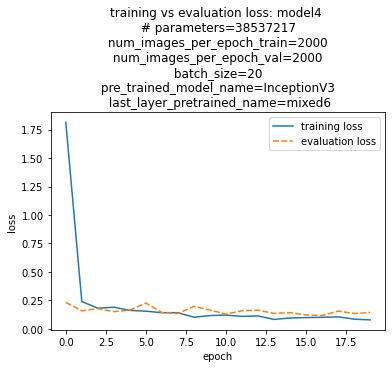 training vs evaluation loss: model4
# parameters=38537217
num_images_per_epoch_train=2000
num_images_per_epoch_val=2000
batch_size=20
pre_trained_model_name=InceptionV3
last_layer_pretrained_name=mixed6
training loss
evaluation loss
1.75
1.50
1.25
1.00
0.75
0.50
0.25
0.00
loss
0.0 2.5 5.0 7.5 10.0 12.5 15.0 17.5
epoch